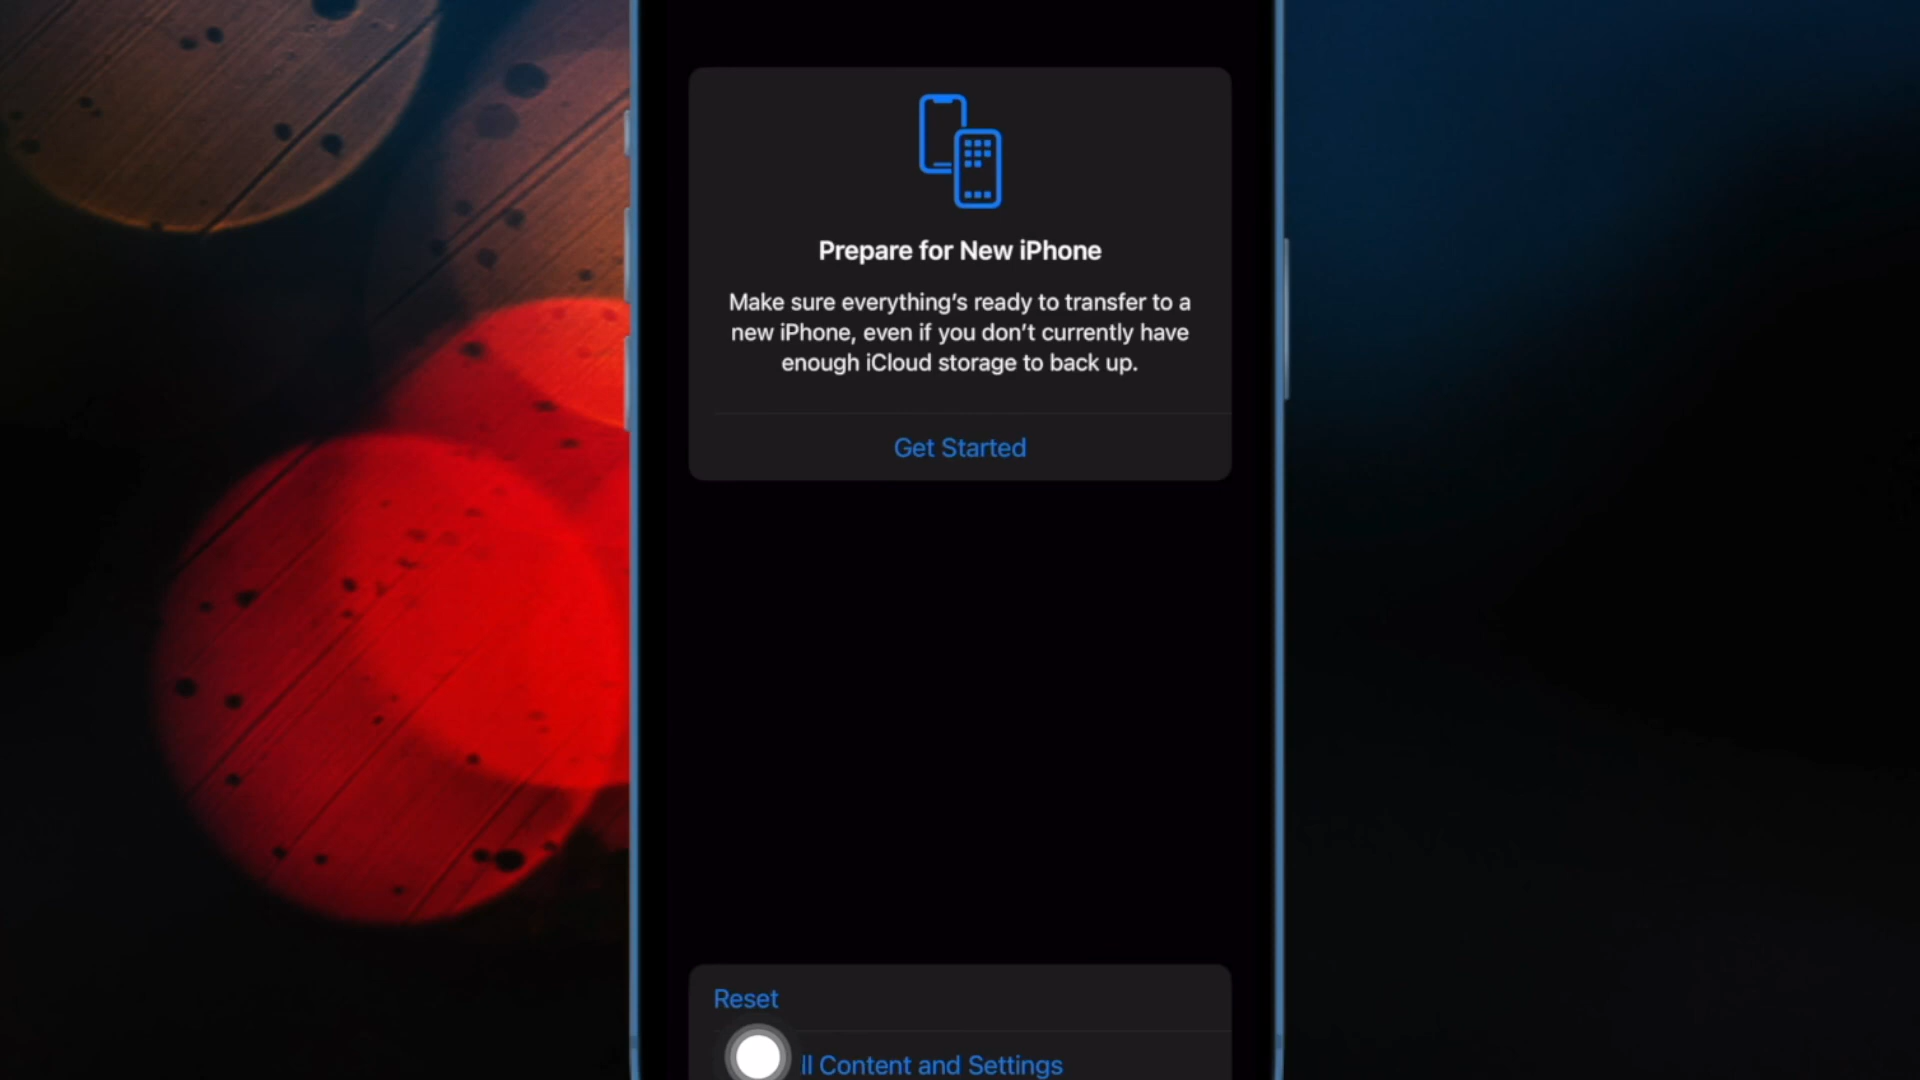 Prepare for New iPhone
Make sure everything's ready to transfer to a
new iPhone, even if you don't currently have
enough iCloud storage to back up.
Get Started
Reset
ll Content and Settings